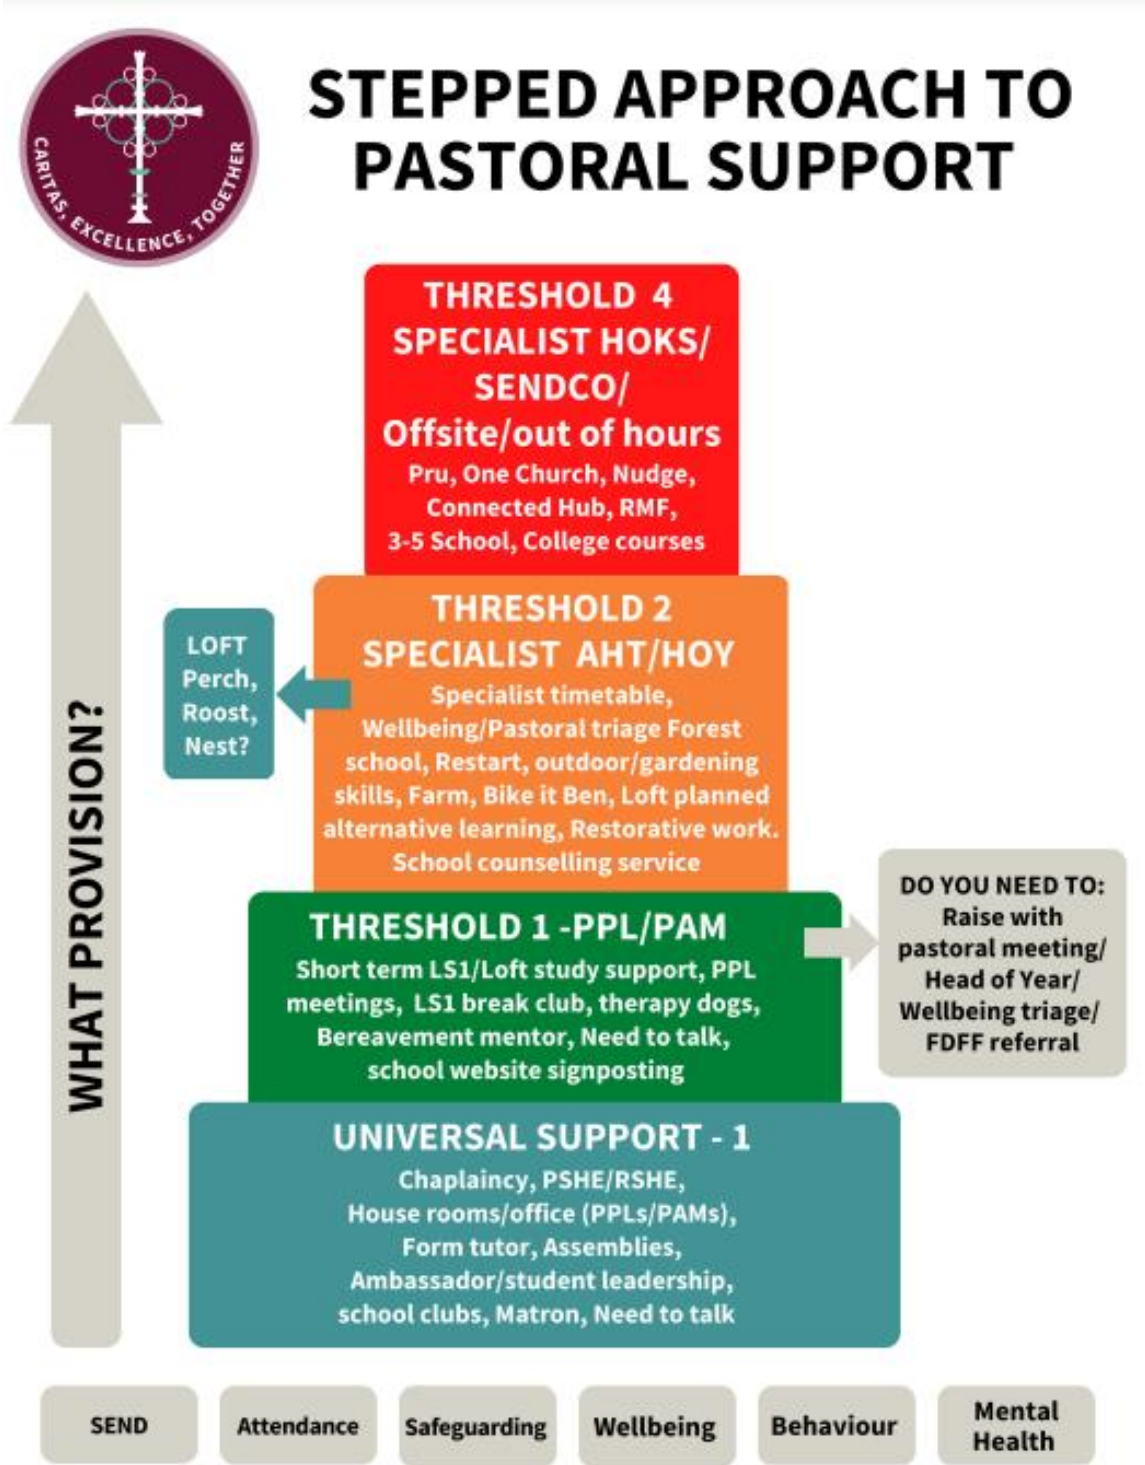 CARITAS, EXCELLENCE, TOGETHER
STEPPED APPROACH TO
PASTORAL SUPPORT
THRESHOLD 4
SPECIALIST HOKS/
SENDCO/
Offsite/out of hours
Pru, One Church, Nudge,
Connected Hub, RMF,
3-5 School, College courses
THRESHOLD 2
SPECIALIST AHT/HOY
Specialist timetable,
Wellbeing/Pastoral triage Forest
school, Restart, outdoor/gardening
skills, Farm, Bike it Ben, Loft planned
alternative learning, Restorative work.
School counselling service
LOFT
Perch,
Roost,
Nest?
THRESHOLD 1 -PPL/PAM
Short term LS1/Loft study support, PPL
meetings, LS1 break club, therapy dogs,
Bereavement mentor, Need to talk,
school website signposting
DO YOU NEED TO:
Raise with
pastoral meeting/
Head of Year/
Wellbeing triage/
FDFF referral
UNIVERSAL SUPPORT - 1
Chaplaincy, PSHE/RSHE,
House rooms/office (PPLs/PAMs),
Form tutor, Assemblies,
Ambassador/student leadership,
school clubs, Matron, Need to talk
WHAT PROVISION?
SEND
Attendance
Safeguarding
Wellbeing
Behaviour
Mental
Health